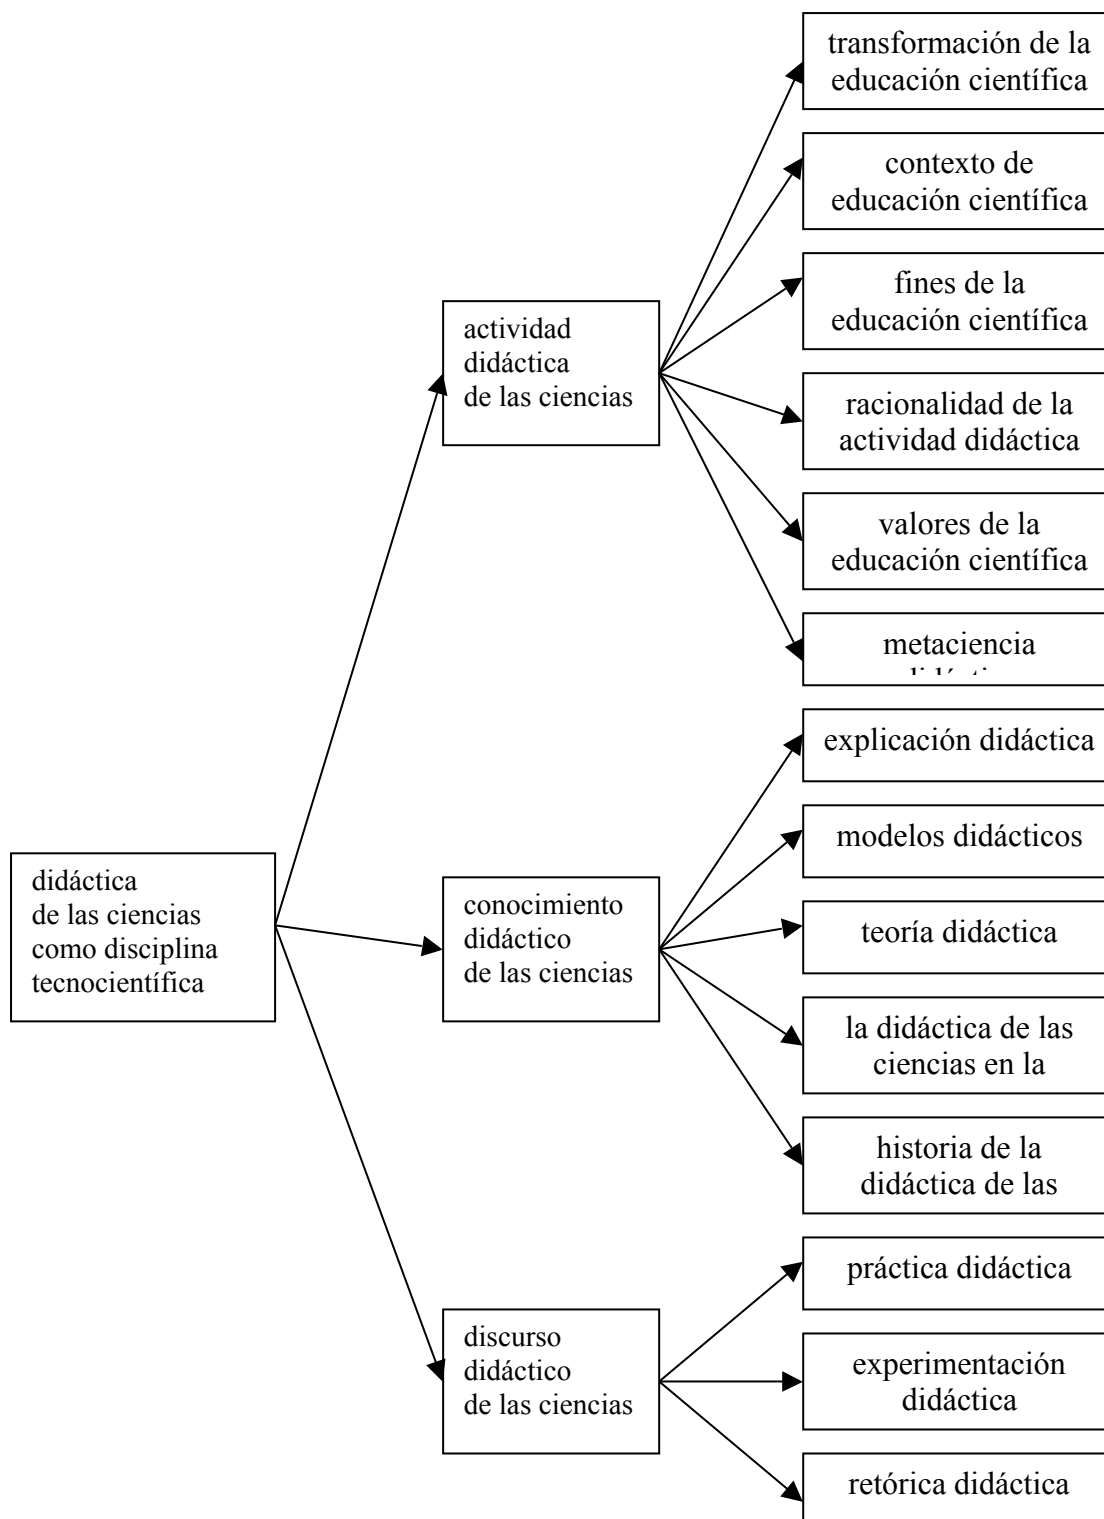 transformación de la
educación científica
contexto de
educación científica
fines de la
educación científica
actividad
didáctica
de las ciencias
racionalidad de la
actividad didáctica
valores de la
educación científica
metaciencia
explicación didáctica
modelos didácticos
didáctica
de las ciencias
como disciplina
tecnocientífica
conocimiento
didáctico
de las ciencias
teoría didáctica
la didáctica de las
ciencias en la
historia de la
didáctica de las
práctica didáctica
discurso
didáctico
de las ciencias
experimentación
didáctica
retórica didáctica